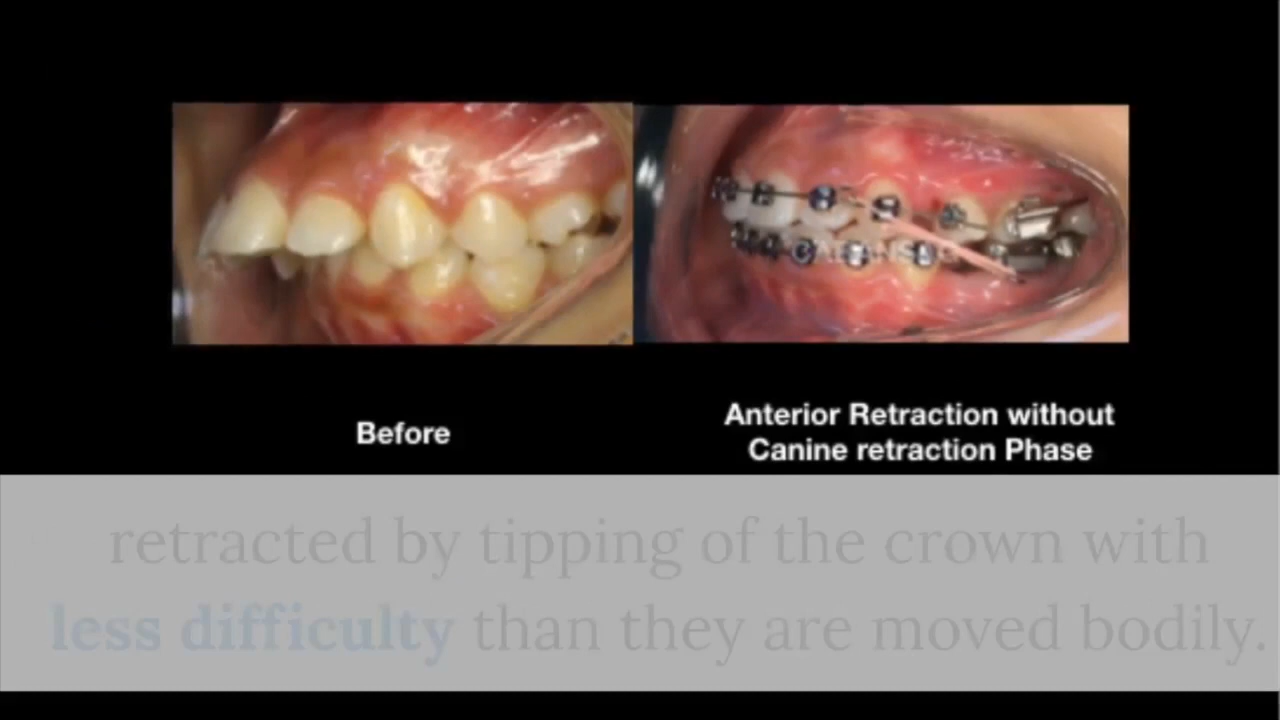 Before
Anterior Retraction without
Canine retraction Phase
retracted by tipping of the crown with
less difficulty than they are moved bodily.